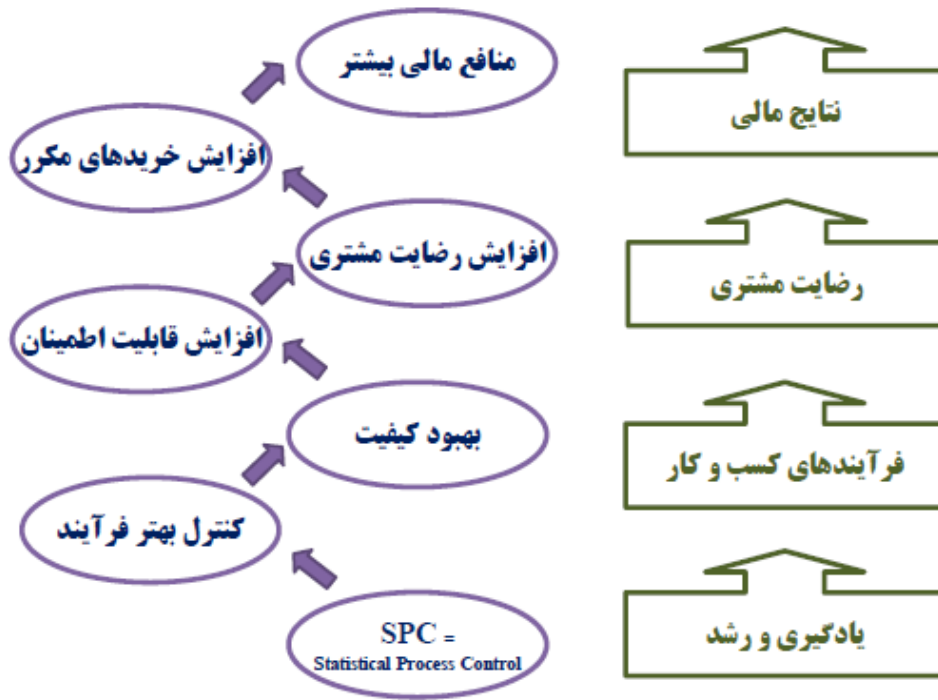 منافع مالی بیشتر
نتایج مالی
افزایش خریدهای مکرر
افزایش رضایت مشتری
رضایت مشتری
افزایش قابلیت اطمینان
بهبود کیفیت
فرآیندهای کسب و کار
کنترل بهتر فرآیند
SPC =
Statistical Process Control
یادگیری و رشد